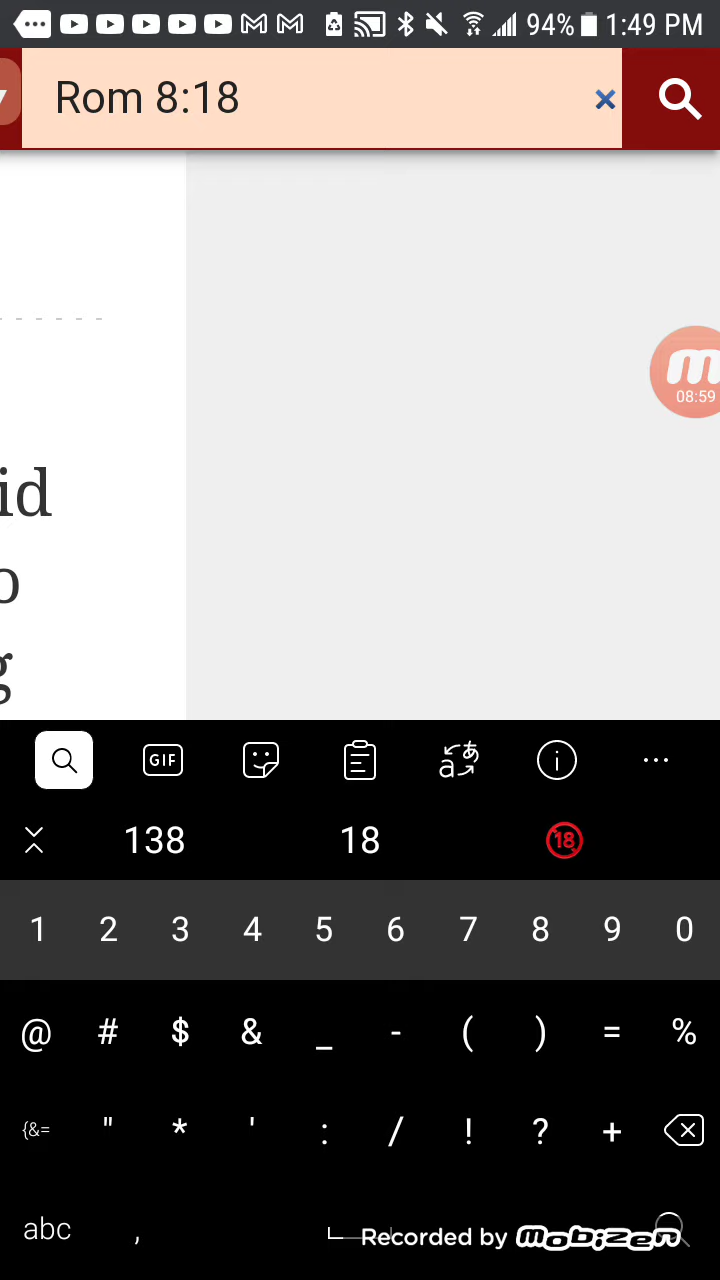 94% 1:49 PM
Rom 8:18
08:59
id
o
g
GIF
138 18 18
1 2 3 4 5 6 7 8 9 0
@ # $ & _ - ( ) = %
{&= " * ' : / ! ? +
abc ,
Recorded by mobizen